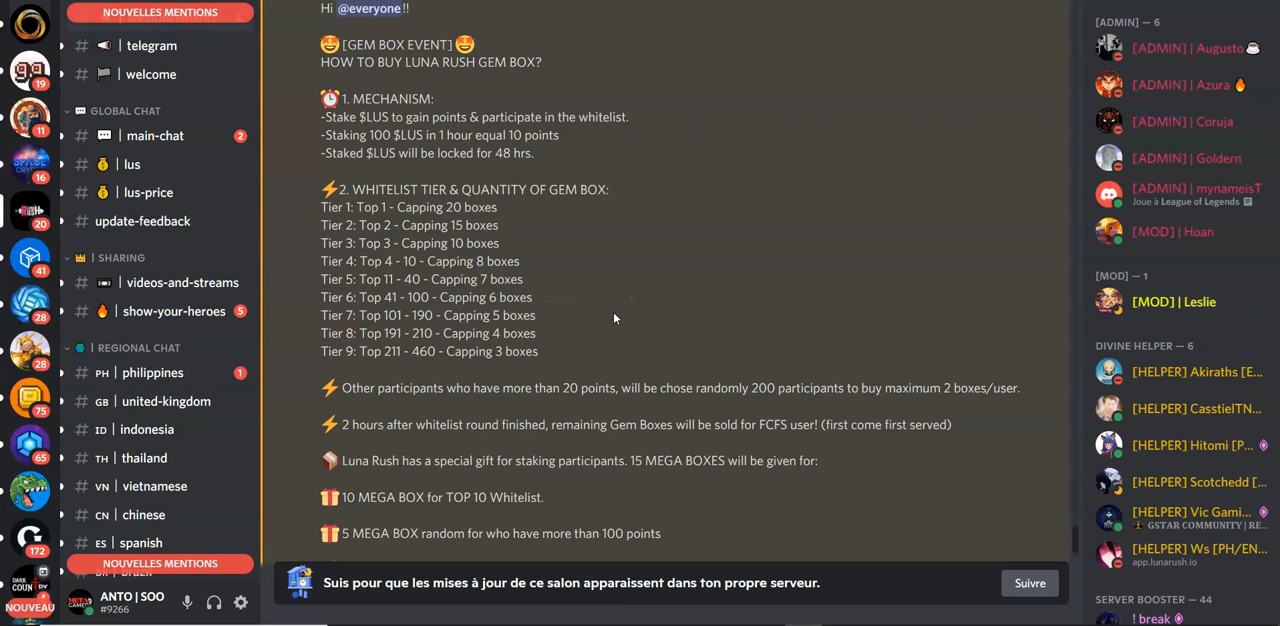 NOUVELLES MENTIONS
telegram
welcome
GLOBAL CHAT
main-chat
2
lus
lus-price
update-feedback
| SHARING
videos-and-streams
show-your-heroes
5
| REGIONAL CHAT
PH | philippines
1
GB | united-kingdom
ID | indonesia
TH | thailand
VN | vietnamese
CN | chinese
ES | spanish
NOUVELLES MENTIONS
19
11
16
20
41
28
28
75
65
172
DARK
COUN
NOUVEAU
ANTO | SOO
#9266
Hi @everyone!!
[GEM BOX EVENT]
HOW TO BUY LUNA RUSH GEM BOX?
1. MECHANISM:
-Stake $LUS to gain points & participate in the whitelist.
-Staking 100 $LUS in 1 hour equal 10 points
-Staked $LUS will be locked for 48 hrs.
2. WHITELIST TIER & QUANTITY OF GEM BOX:
Tier 1: Top 1 - Capping 20 boxes
Tier 2: Top 2 - Capping 15 boxes
Tier 3: Top 3 - Capping 10 boxes
Tier 4: Top 4 - 10 - Capping 8 boxes
Tier 5: Top 11 - 40 - Capping 7 boxes
Tier 6: Top 41 - 100 - Capping 6 boxes
Tier 7: Top 101 - 190 - Capping 5 boxes
Tier 8: Top 191 - 210 - Capping 4 boxes
Tier 9: Top 211 - 460 - Capping 3 boxes
Other participants who have more than 20 points, will be chose randomly 200 participants to buy maximum 2 boxes/user.
2 hours after whitelist round finished, remaining Gem Boxes will be sold for FCFS user! (first come first served)
Luna Rush has a special gift for staking participants. 15 MEGA BOXES will be given for:
10 MEGA BOX for TOP 10 Whitelist.
5 MEGA BOX random for who have more than 100 points
Suis pour que les mises à jour de ce salon apparaissent dans ton propre serveur.
Suivre
[ADMIN] — 6
[ADMIN] | Augusto
[ADMIN] | Azura
[ADMIN] | Coruja
[ADMIN] | Goldern
[ADMIN] | mynameisT
Joue à League of Legends
[MOD] | Hoan
[MOD] — 1
[MOD] | Leslie
DIVINE HELPER — 6
[HELPER] Akiraths [E...
[HELPER] CasstielTN...
[HELPER] Hitomi [P...
[HELPER] Scotchedd [...
[HELPER] Vic Gami...
GSTAR COMMUNITY | RE...
[HELPER] Ws [PH/EN...
app.lunarush.io
SERVER BOOSTER — 44
! break